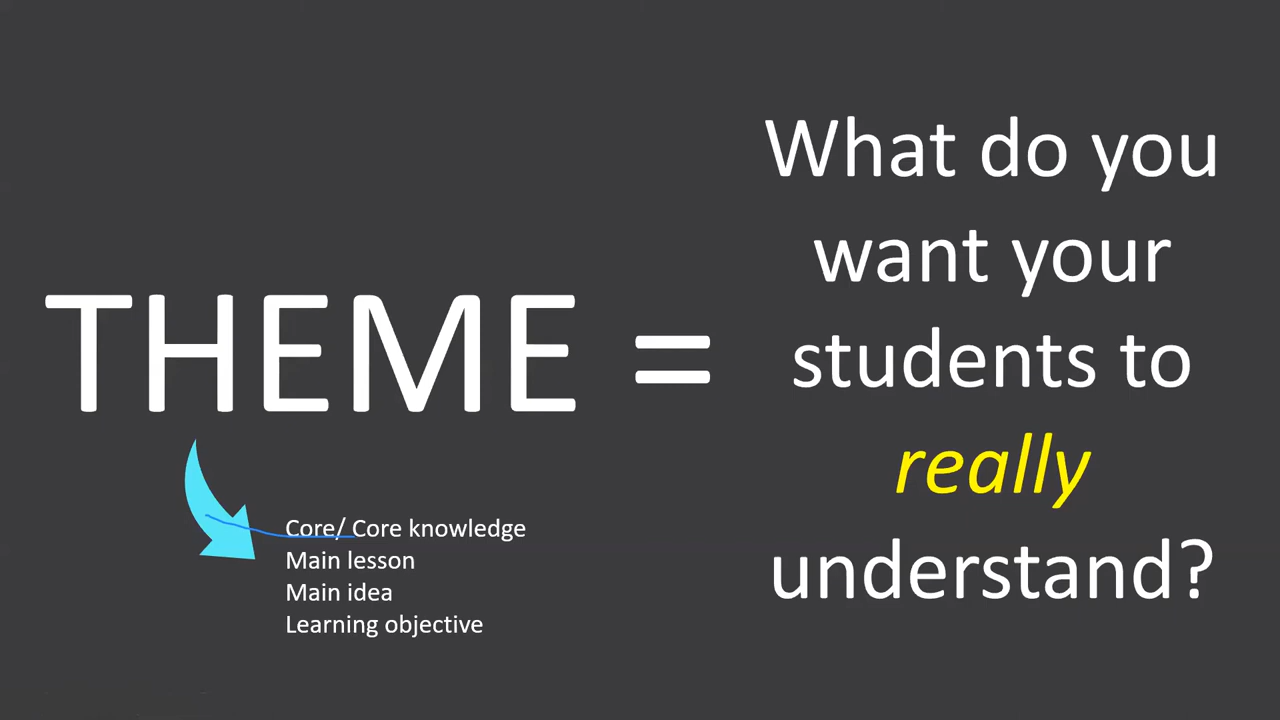 THEME =
What do you
want your
students to
really
understand?
Core/ Core knowledge
Main lesson
Main idea
Learning objective